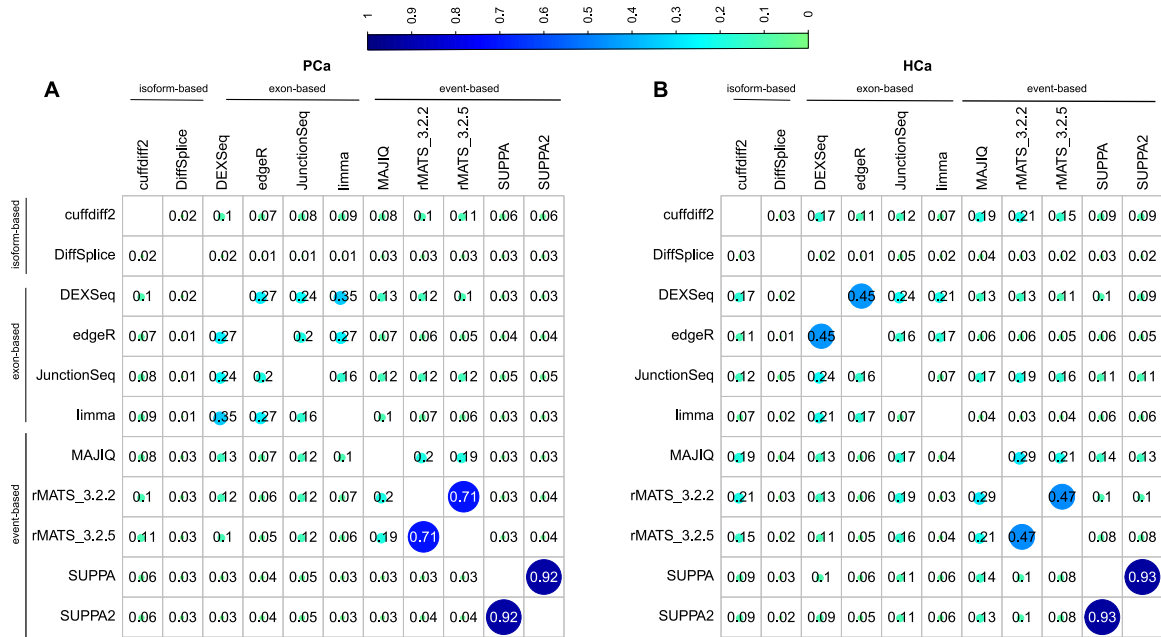 1 0.9 0.8 0.7 0.6 0.5 0.4 0.3 0.2 0.1 0
PCa
A
isoform-based exon-based event-based
cuffdiff2 DiffSplice DEXSeq edgeR JunctionSeq limma MAJIQ rMATS_3.2.2 rMATS_3.2.5 SUPPA SUPPA2
isoform-based
exon-based
event-based
cuffdiff2 0.02 0.1 0.07 0.08 0.09 0.08 0.1 0.11 0.06 0.06
DiffSplice 0.02 0.02 0.01 0.01 0.01 0.03 0.03 0.03 0.03 0.03
DEXSeq 0.1 0.02 0.27 0.24 0.35 0.13 0.12 0.1 0.03 0.03
edgeR 0.07 0.01 0.27 0.2 0.27 0.07 0.06 0.05 0.04 0.04
JunctionSeq 0.08 0.01 0.24 0.2 0.16 0.12 0.12 0.12 0.05 0.05
limma 0.09 0.01 0.35 0.27 0.16 0.1 0.07 0.06 0.03 0.03
MAJIQ 0.08 0.03 0.13 0.07 0.12 0.1 0.2 0.19 0.03 0.03
rMATS_3.2.2 0.1 0.03 0.12 0.06 0.12 0.07 0.2 0.71 0.03 0.04
rMATS_3.2.5 0.11 0.03 0.1 0.05 0.12 0.06 0.19 0.71 0.03 0.04
SUPPA 0.06 0.03 0.03 0.04 0.05 0.03 0.03 0.03 0.03 0.92
SUPPA2 0.06 0.03 0.03 0.04 0.05 0.03 0.03 0.04 0.04 0.92
HCa
B
isoform-based exon-based event-based
cuffdiff2 DiffSplice DEXSeq edgeR JunctionSeq limma MAJIQ rMATS_3.2.2 rMATS_3.2.5 SUPPA SUPPA2
cuffdiff2 0.03 0.17 0.11 0.12 0.07 0.19 0.21 0.15 0.09 0.09
DiffSplice 0.03 0.02 0.01 0.05 0.02 0.04 0.03 0.02 0.03 0.02
DEXSeq 0.17 0.02 0.45 0.24 0.21 0.13 0.13 0.11 0.1 0.09
edgeR 0.11 0.01 0.45 0.16 0.17 0.06 0.06 0.05 0.06 0.06
JunctionSeq 0.12 0.05 0.24 0.16 0.07 0.17 0.19 0.16 0.11 0.11
limma 0.07 0.02 0.21 0.17 0.07 0.04 0.03 0.04 0.06 0.06
MAJIQ 0.19 0.04 0.13 0.06 0.17 0.04 0.29 0.21 0.14 0.13
rMATS_3.2.2 0.21 0.03 0.13 0.06 0.19 0.03 0.29 0.47 0.1 0.1
rMATS_3.2.5 0.15 0.02 0.11 0.05 0.16 0.04 0.21 0.47 0.08 0.08
SUPPA 0.09 0.03 0.1 0.06 0.11 0.06 0.14 0.1 0.08 0.93
SUPPA2 0.09 0.02 0.09 0.06 0.11 0.06 0.13 0.1 0.08 0.93